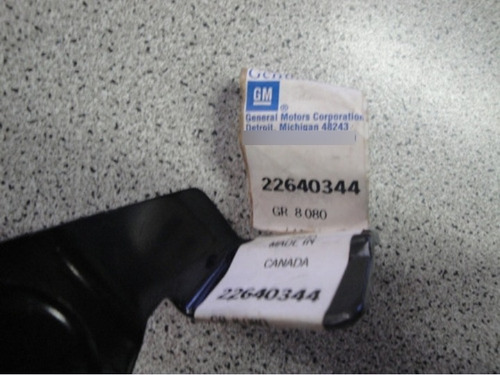 GM
®
General Motors Corporation
Detroit, Michigan 48243
22640344
GR 8 080
MADE IN
CANADA
22640344